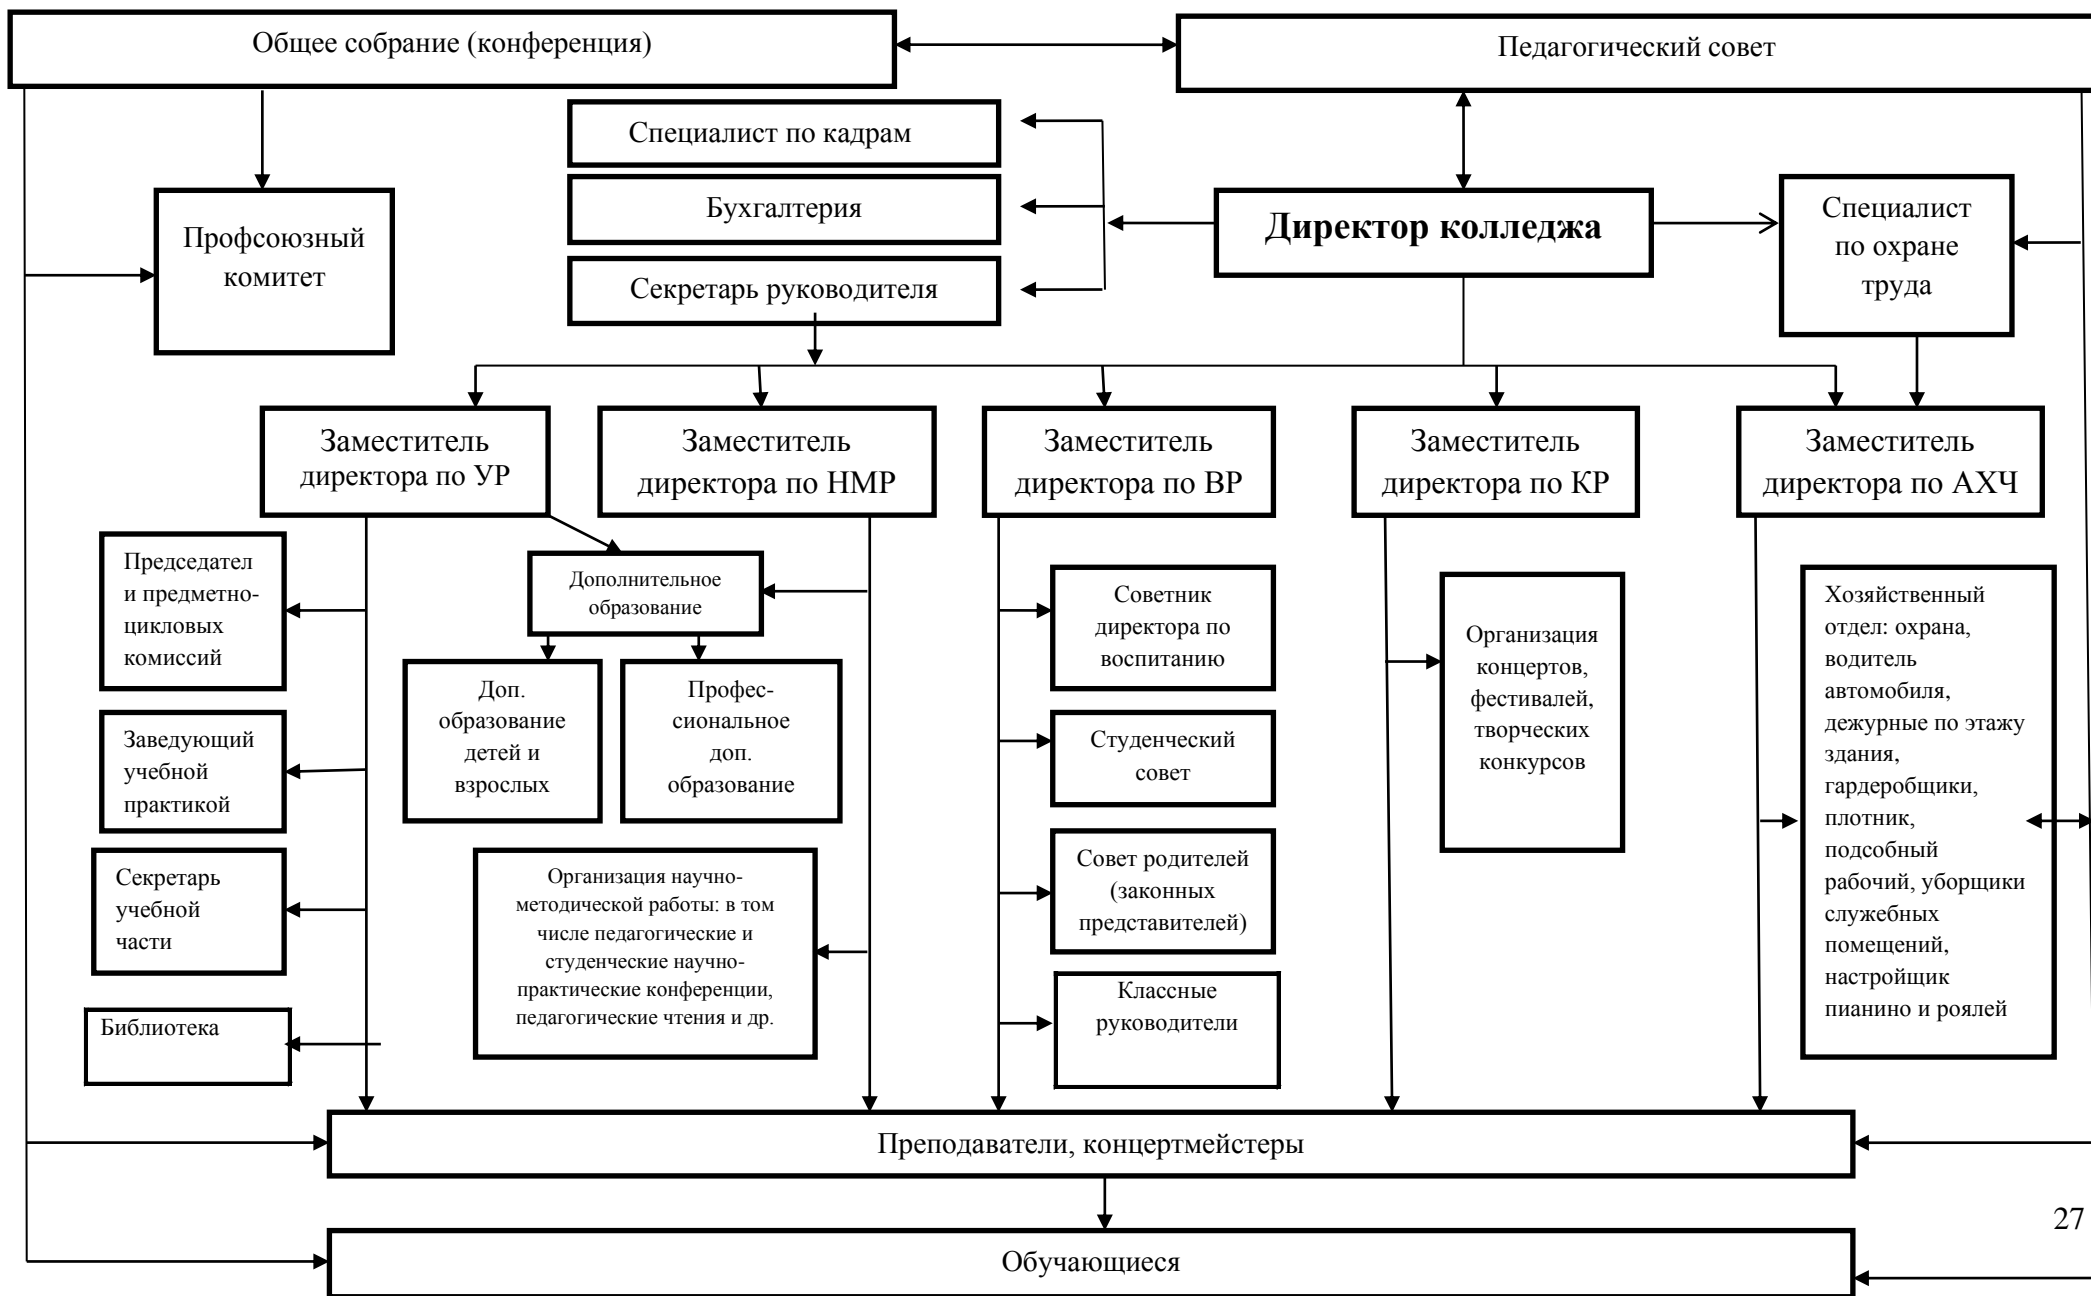 Общее собрание (конференция)
Педагогический совет
Специалист по кадрам
Бухгалтерия
Секретарь руководителя
Директор колледжа
Специалист
по охране
труда
Профсоюзный
комитет
Заместитель
директора по УР
Заместитель
директора по НМР
Заместитель
директора по ВР
Заместитель
директора по КР
Заместитель
директора по АХЧ
Председател
и предметно-
цикловых
комиссий
Заведующий
учебной
практикой
Секретарь
учебной
части
Библиотека
Дополнительное
образование
Доп.
образование
детей и
взрослых
Профес-
сиональное
доп.
образование
Организация научно-
методической работы: в том
числе педагогические и
студенческие научно-
практические конференции,
педагогические чтения и др.
Советник
директора по
воспитанию
Студенческий
совет
Совет родителей
(законных
представителей)
Классные
руководители
Организация
концертов,
фестивалей,
творческих
конкурсов
Хозяйственный
отдел: охрана,
водитель
автомобиля,
дежурные по этажу
здания,
гардеробщики,
плотник,
подсобный
рабочий, уборщики
служебных
помещений,
настройщик
пианино и роялей
Преподаватели, концертмейстеры
27
Обучающиеся